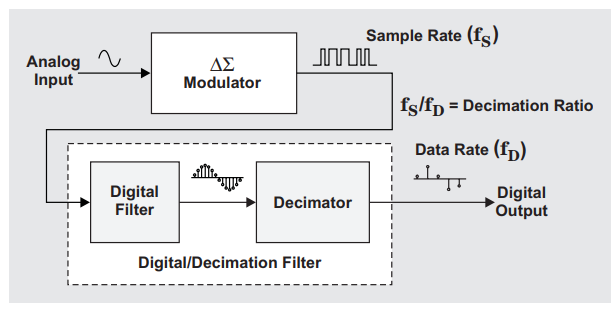 Sample Rate (fS)
Analog
Input
ΔΣ
Modulator
fS/fD = Decimation Ratio
Data Rate (fD)
Digital
Filter
Decimator
Digital
Output
Digital/Decimation Filter